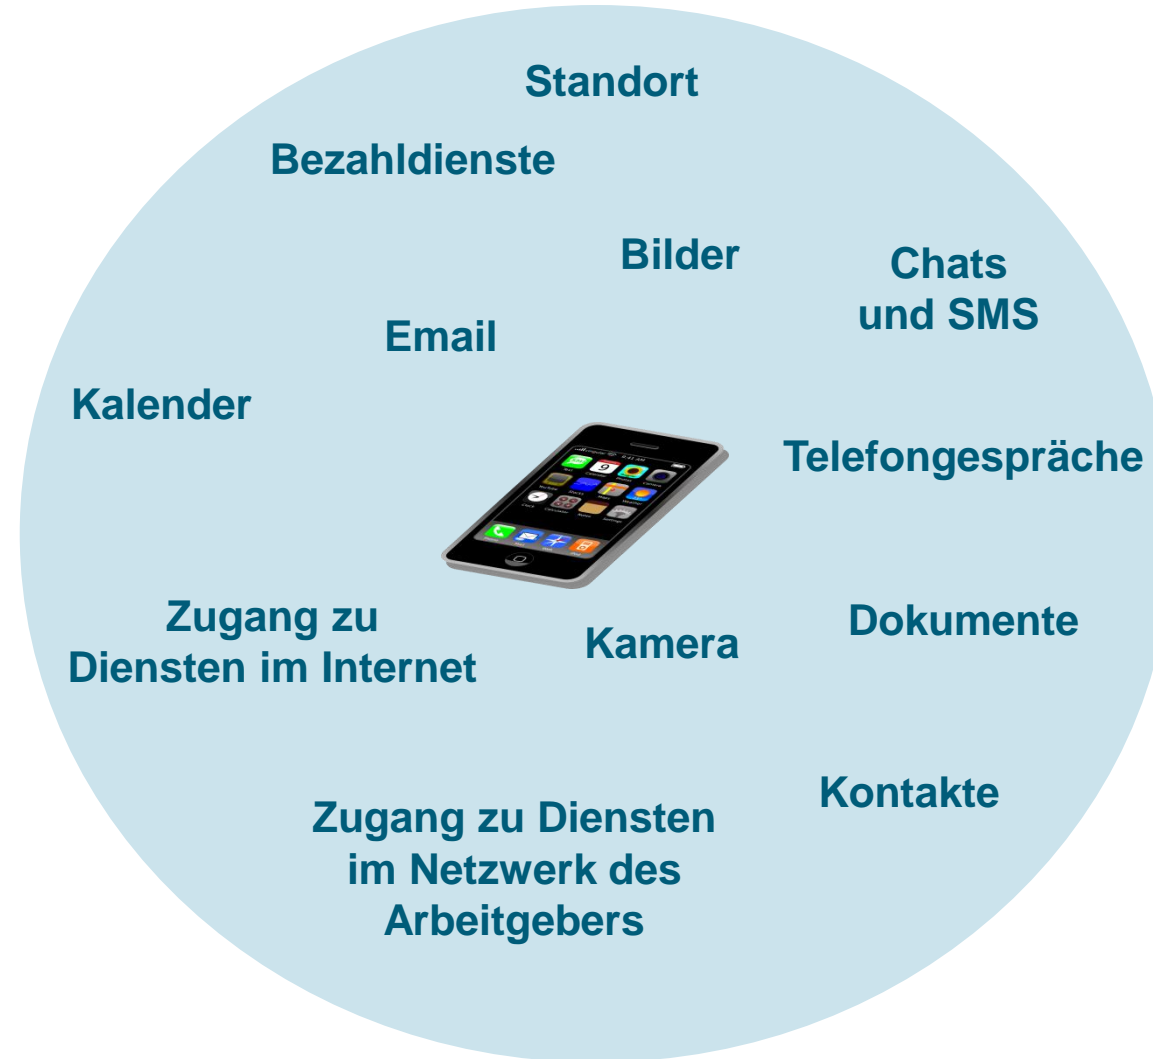 Standort
Bezahldienste
Bilder
Chats
und SMS
Email
Kalender
Telefongespräche
9
Zugang zu
Diensten im Internet
Kamera
Dokumente
Kontakte
Zugang zu Diensten
im Netzwerk des
Arbeitgebers